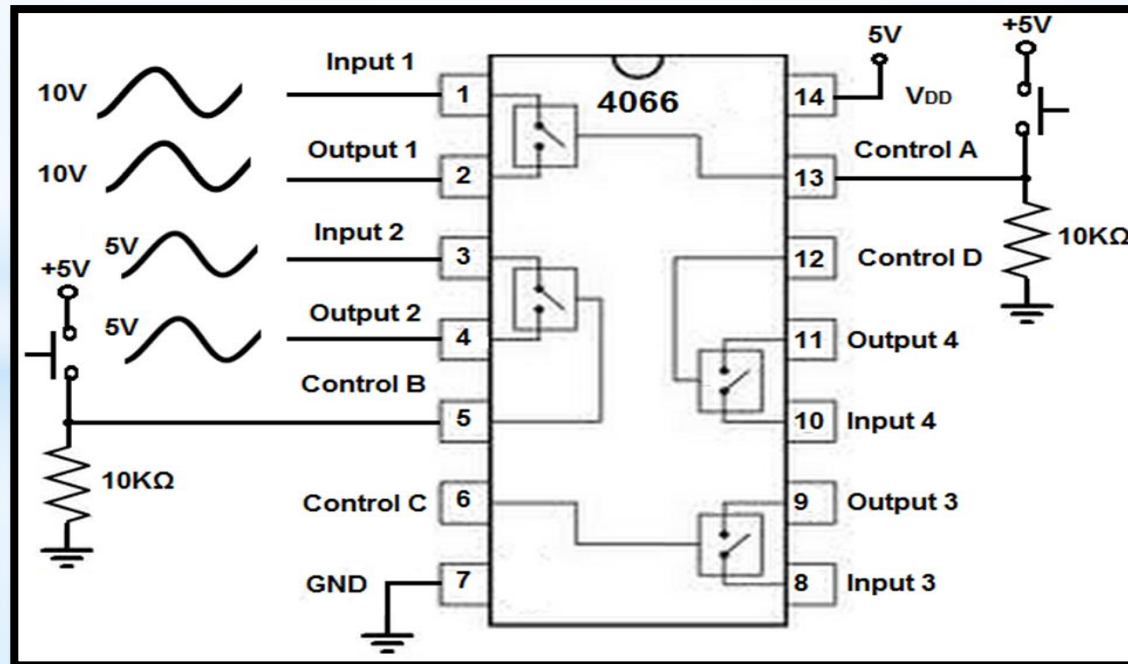 Input 1
10V
1
Output 1
10V
2
Input 2
5V
3
+5V
Output 2
5V
4
Control B
5
10KΩ
Control C
6
GND
7
4066
5V
+5V
14
VDD
Control A
13
10KΩ
12
Control D
11
Output 4
10
Input 4
9
Output 3
8
Input 3